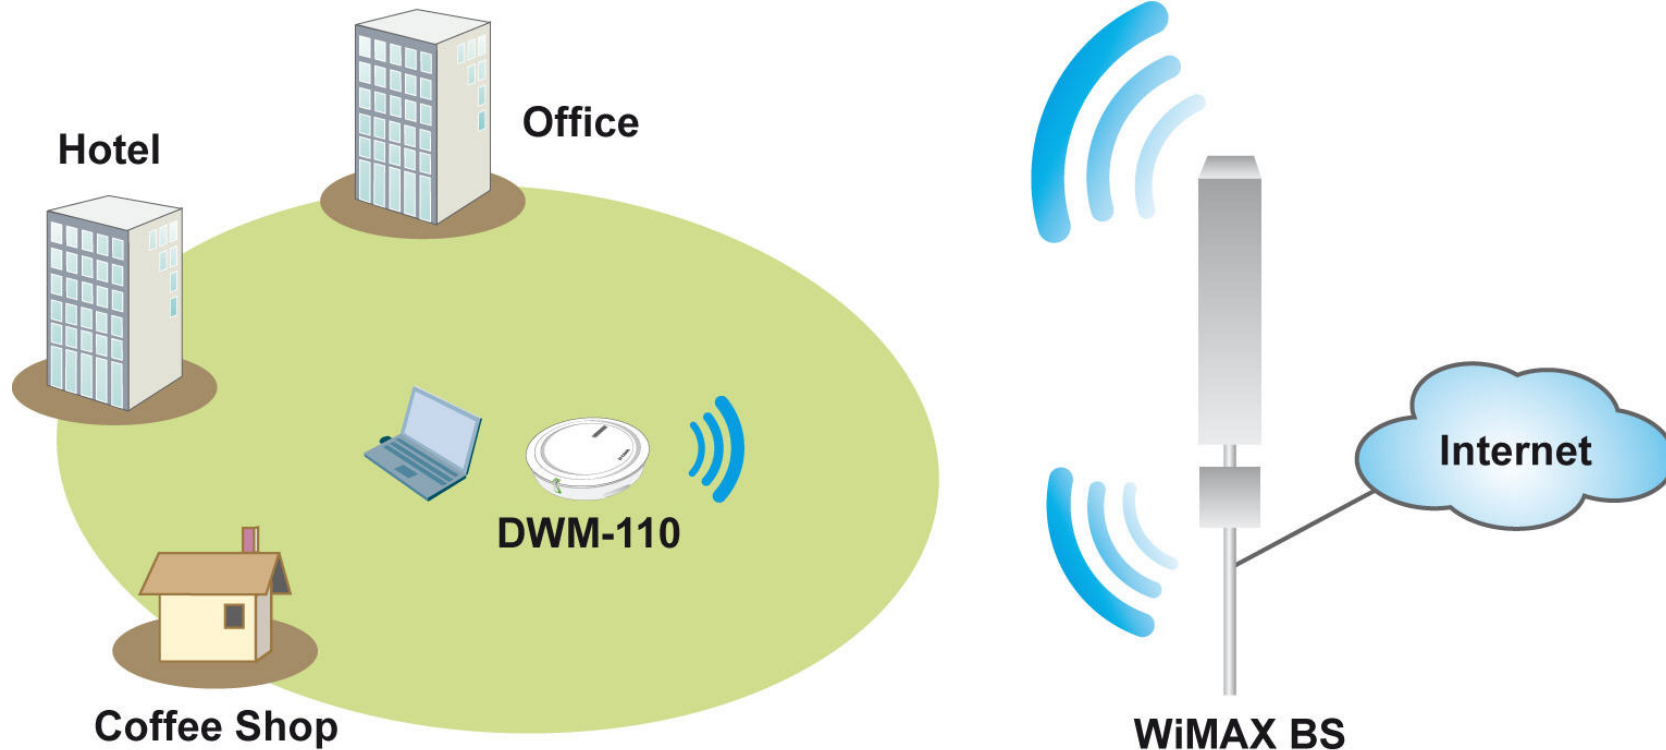 Office
Hotel
Internet
DWM-110
Coffee Shop
WiMAX BS